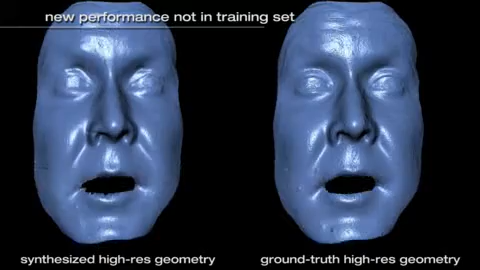 new performance not in training set
synthesized high-res geometry
ground-truth high-res geometry